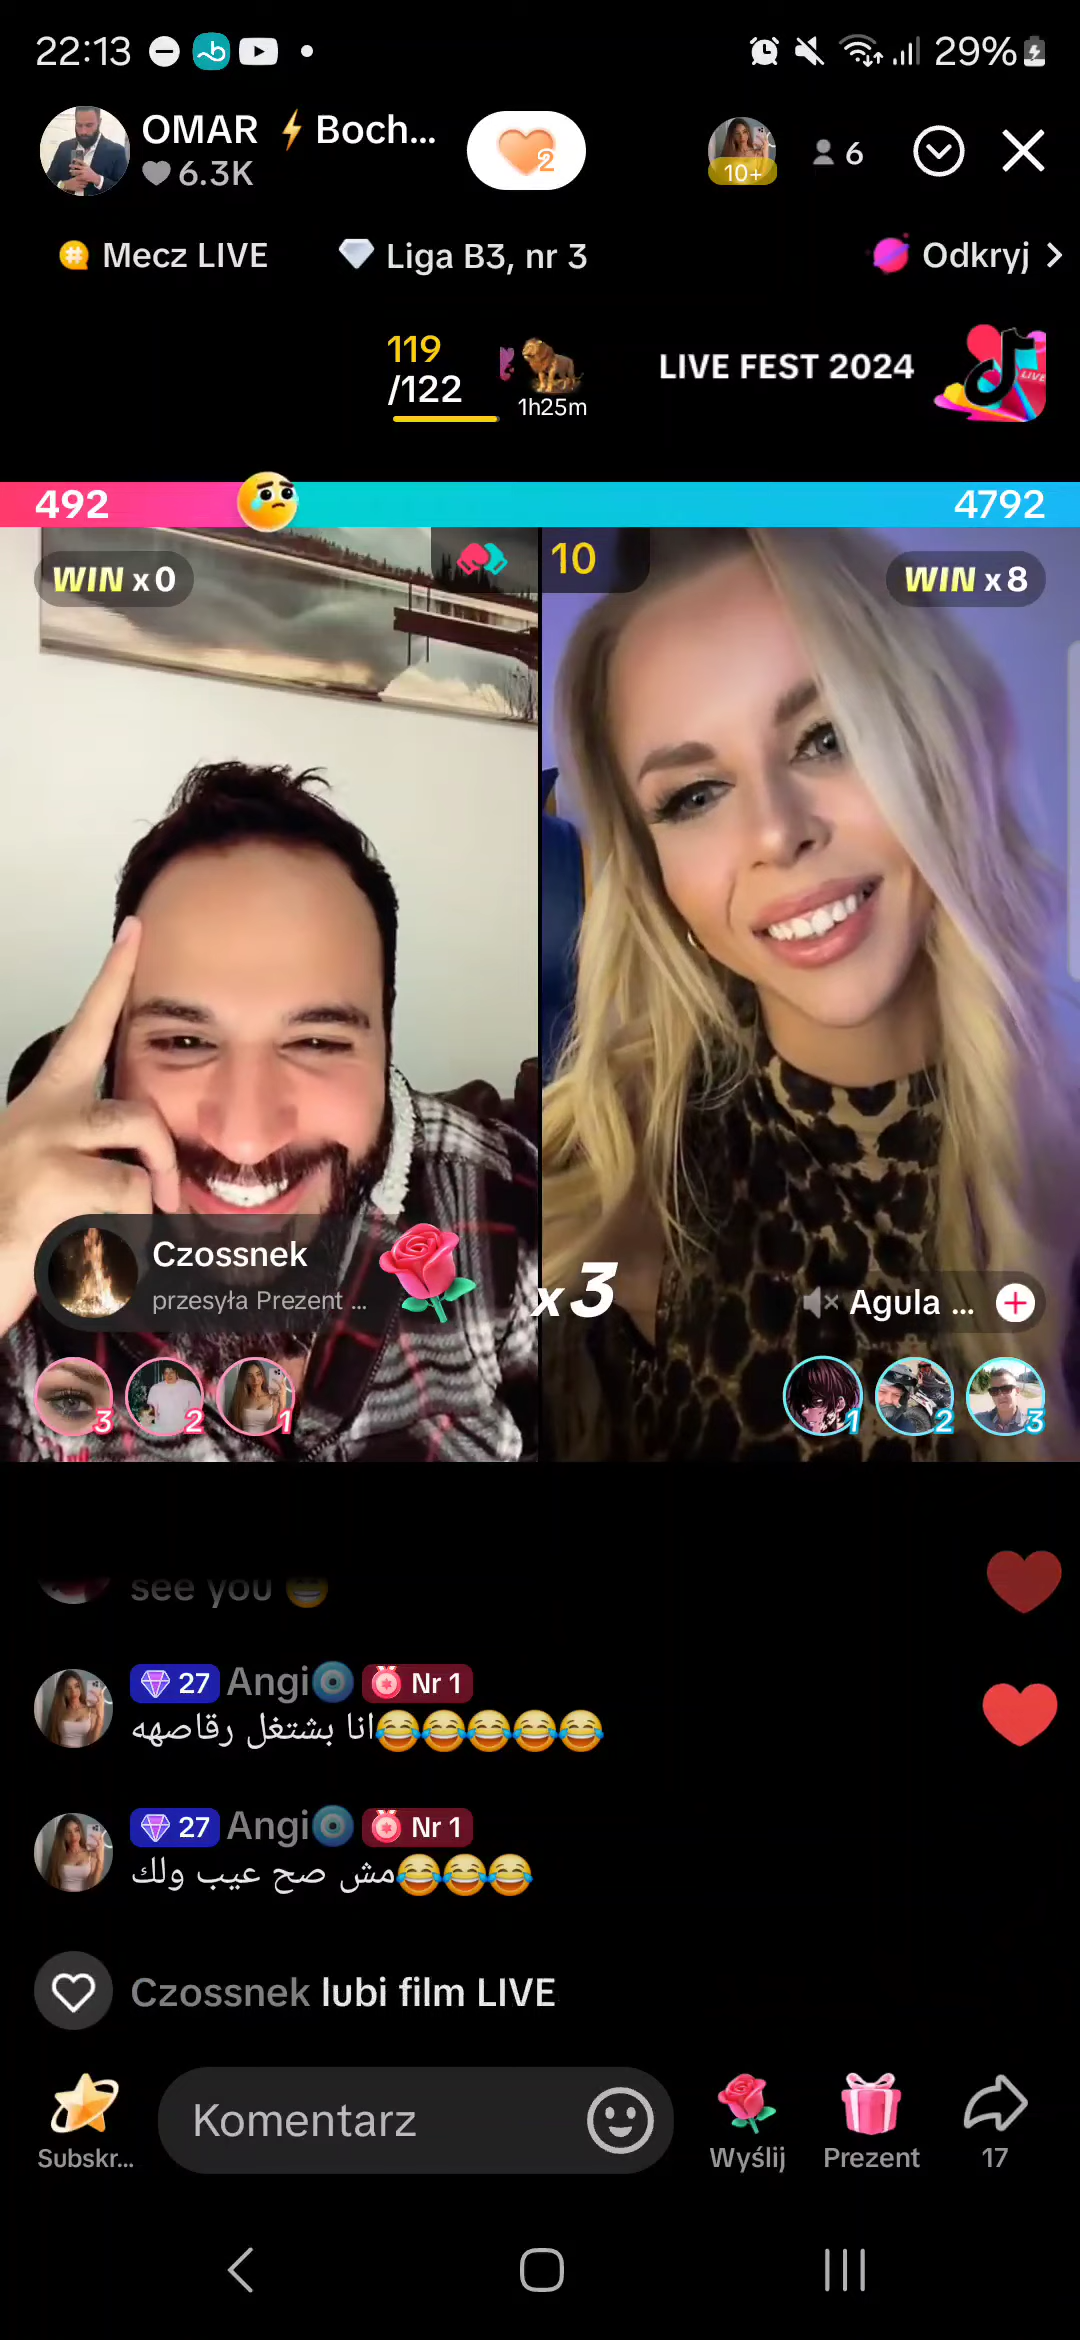 22:13
29%
OMAR ⚡ Boch...
6.3K
2
10+
6
Mecz LIVE
Liga B3, nr 3
Odkryj >
119
/122
1h25m
LIVE FEST 2024
LIVE
492
4792
WIN x 0
10
WIN x 8
Czossnek
przesyła Prezent ...
x3
Agula ...
3
2
1
1
2
3
see you 😁
27 Angi🧿 Nr 1
انا بشتغل رقاصهه😂😂😂😂😂
27 Angi🧿 Nr 1
مش صح عيب ولك😂😂😂
Czossnek lubi film LIVE
Subskr...
Komentarz
Wyślij
Prezent
17